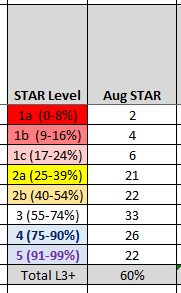 STAR Level Aug STAR
1a (0-8%) 2
1b (9-16%) 4
1c (17-24%) 6
2a (25-39%) 21
2b (40-54%) 22
3 (55-74%) 33
4 (75-90%) 26
5 (91-99%) 22
Total L3+ 60%